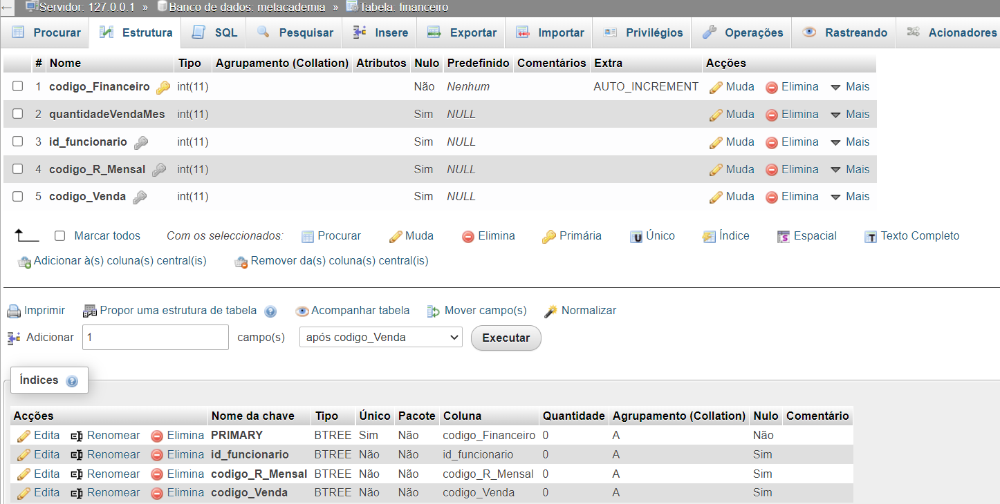 Servidor: 127.0.0.1 » Banco de dados: metacademia » Tabela: financeiro
Procurar Estrutura SQL Pesquisar Insere Exportar Importar Privilégios Operações Rastreando Acionadores
# Nome Tipo Agrupamento (Collation) Atributos Nulo Predefinido Comentários Extra Acções
1 codigo_Financeiro int(11) Não Nenhum AUTO_INCREMENT Muda Elimina Mais
2 quantidadeVendaMes int(11) Sim NULL Muda Elimina Mais
3 id_funcionario int(11) Sim NULL Muda Elimina Mais
4 codigo_R_Mensal int(11) Sim NULL Muda Elimina Mais
5 codigo_Venda int(11) Sim NULL Muda Elimina Mais
Marcar todos Com os seleccionados: Procurar Muda Elimina Primária Único Índice Espacial Texto Completo
Adicionar à(s) coluna(s) central(is) Remover da(s) coluna(s) central(is)
Imprimir Propor uma estrutura de tabela Acompanhar tabela Mover campo(s) Normalizar
Adicionar 1 campo(s) após codigo_Venda Executar
Índices
Acções Nome da chave Tipo Único Pacote Coluna Quantidade Agrupamento (Collation) Nulo Comentário
Edita Renomear Elimina PRIMARY BTREE Sim Não codigo_Financeiro 0 A Não
Edita Renomear Elimina id_funcionario BTREE Não Não id_funcionario 0 A Sim
Edita Renomear Elimina codigo_R_Mensal BTREE Não Não codigo_R_Mensal 0 A Sim
Edita Renomear Elimina codigo_Venda BTREE Não Não codigo_Venda 0 A Sim